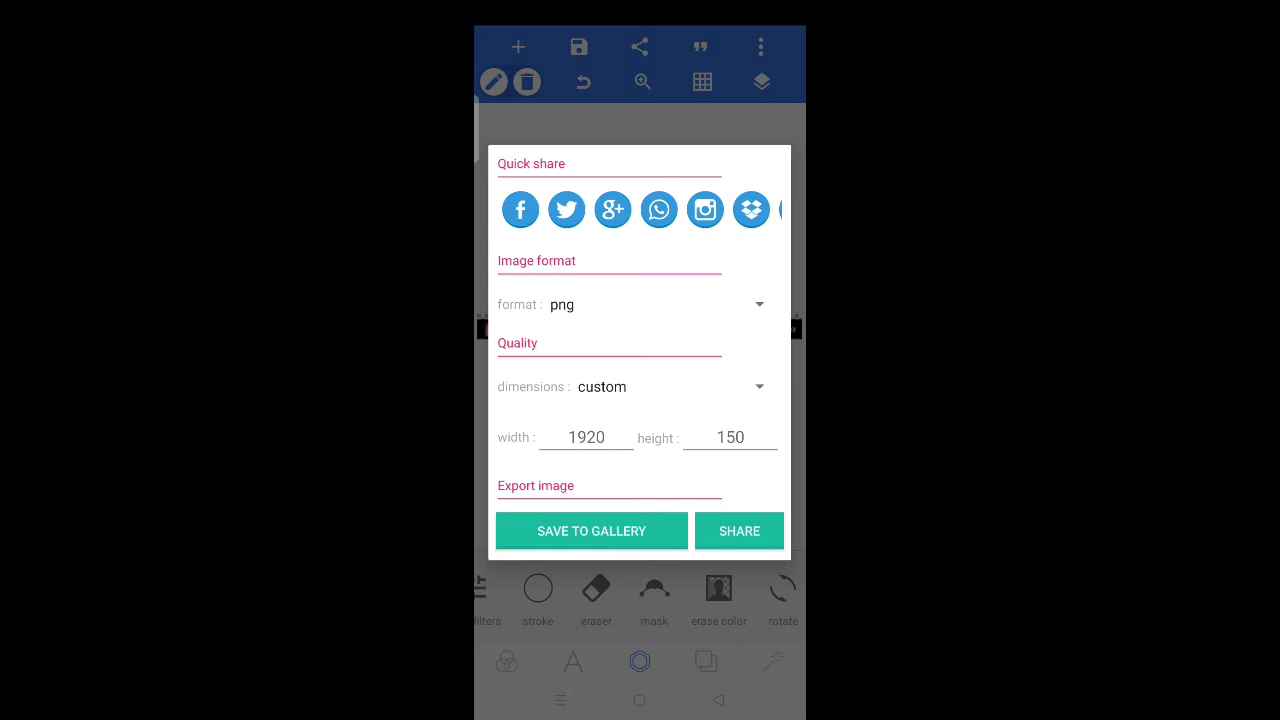 Quick share
Image format
format : png
Quality
dimensions : custom
width : 1920 height : 150
Export image
SAVE TO GALLERY SHARE
filters stroke eraser mask erase color rotate